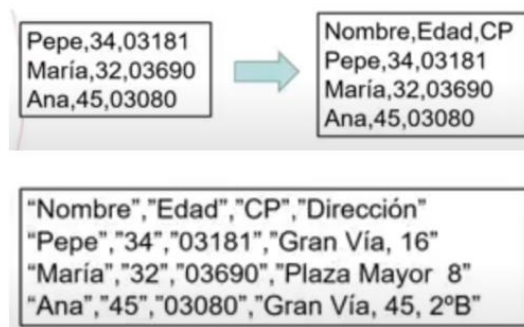 Pepe,34,03181
María,32,03690
Ana,45,03080
Nombre,Edad,CP
Pepe,34,03181
María,32,03690
Ana,45,03080
“Nombre”,”Edad”,”CP”,”Dirección”
“Pepe”,”34”,”03181”,”Gran Vía, 16”
“María”,”32”,”03690”,”Plaza Mayor  8”
“Ana”,”45”,”03080”,”Gran Vía, 45, 2ºB”